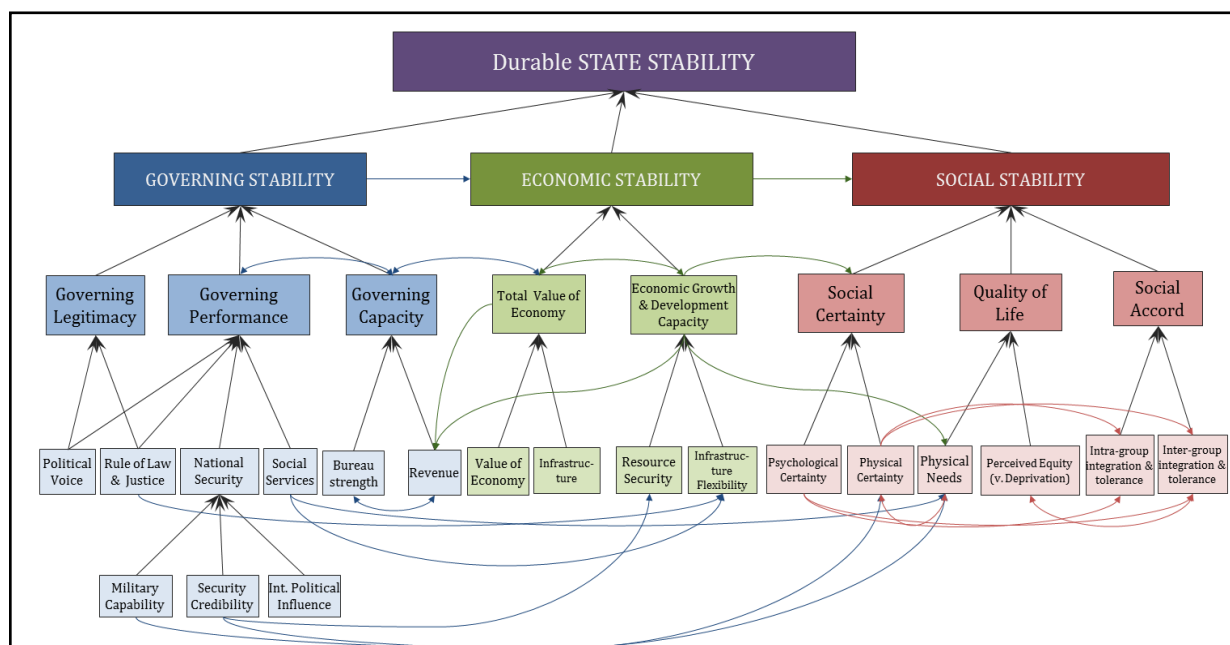 Durable STATE STABILITY
GOVERNING STABILITY
ECONOMIC STABILITY
SOCIAL STABILITY
Governing
Legitimacy
Governing
Performance
Governing
Capacity
Total Value of
Economy
Economic Growth
& Development
Capacity
Social
Certainty
Quality of
Life
Social
Accord
Political
Voice
Rule of Law
& Justice
National
Security
Social
Services
Bureau
strength
Revenue
Value of
Economy
Infrastruc-
ture
Resource
Security
Infrastruc-
ture
Flexibility
Psychological
Certainty
Physical
Certainty
Physical
Needs
Perceived Equity
(v. Deprivation)
Intra-group
integration &
tolerance
Inter-group
integration &
tolerance
Military
Capability
Security
Credibility
Int. Political
Influence